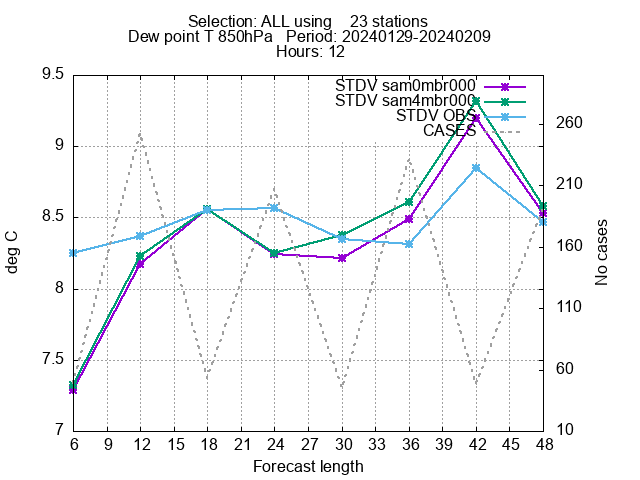 Selection: ALL using    23 stations
Dew point T 850hPa   Period: 20240129-20240209
Hours: 12
STDV sam0mbr000
STDV sam4mbr000
STDV OBS
CASES
9.5
9
8.5
8
7.5
7
deg C
260
210
160
110
60
10
No cases
6 9 12 15 18 21 24 27 30 33 36 39 42 45 48
Forecast length